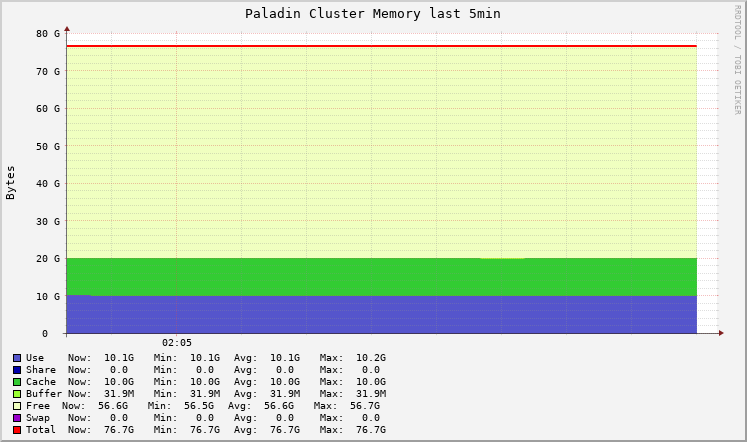 Paladin Cluster Memory last 5min
RRDTOOL / TOBI OETIKER
Bytes
80 G
70 G
60 G
50 G
40 G
30 G
20 G
10 G
0
02:05
Use Now: 10.1G Min: 10.1G Avg: 10.1G Max: 10.2G
Share Now: 0.0 Min: 0.0 Avg: 0.0 Max: 0.0
Cache Now: 10.0G Min: 10.0G Avg: 10.0G Max: 10.0G
Buffer Now: 31.9M Min: 31.9M Avg: 31.9M Max: 31.9M
Free Now: 56.6G Min: 56.5G Avg: 56.6G Max: 56.7G
Swap Now: 0.0 Min: 0.0 Avg: 0.0 Max: 0.0
Total Now: 76.7G Min: 76.7G Avg: 76.7G Max: 76.7G